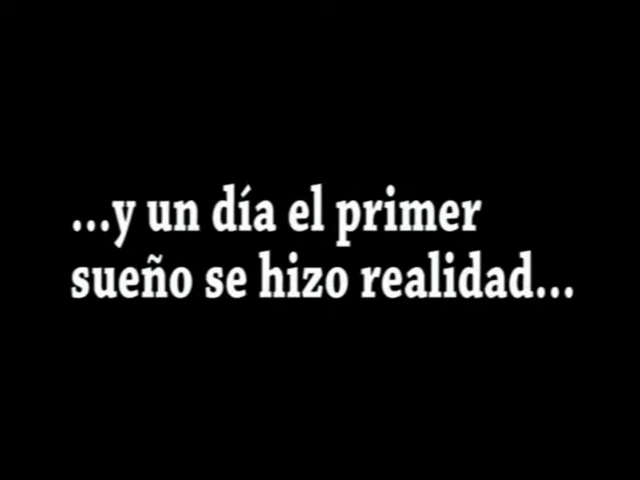 ...y un día el primer
sueño se hizo realidad...